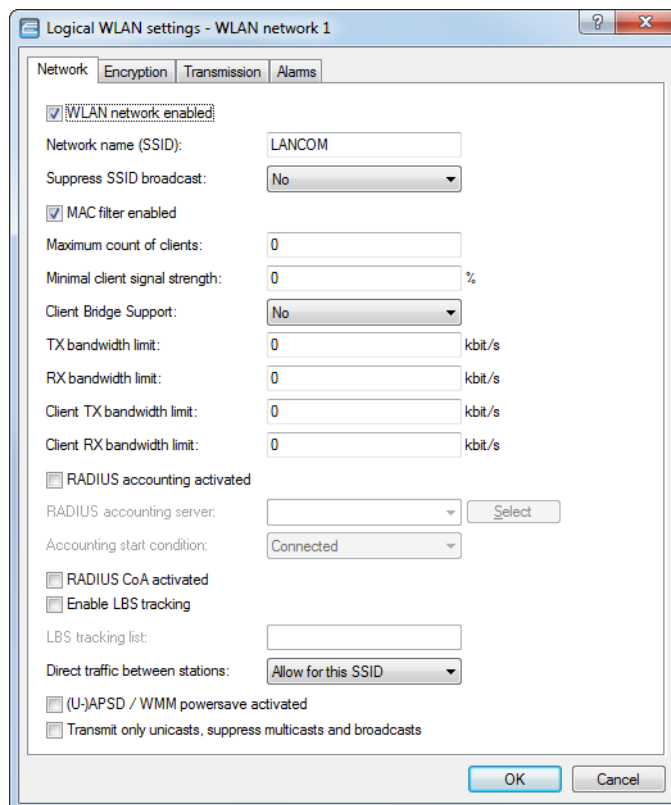 Logical WLAN settings - WLAN network 1
? X
Network Encryption Transmission Alarms
WLAN network enabled
Network name (SSID): LANCOM
Suppress SSID broadcast: No
MAC filter enabled
Maximum count of clients: 0
Minimal client signal strength: 0 %
Client Bridge Support: No
TX bandwidth limit: 0 kbit/s
RX bandwidth limit: 0 kbit/s
Client TX bandwidth limit: 0 kbit/s
Client RX bandwidth limit: 0 kbit/s
RADIUS accounting activated
RADIUS accounting server: Select
Accounting start condition: Connected
RADIUS CoA activated
Enable LBS tracking
LBS tracking list:
Direct traffic between stations: Allow for this SSID
(U-)APSD / WMM powersave activated
Transmit only unicasts, suppress multicasts and broadcasts
OK Cancel